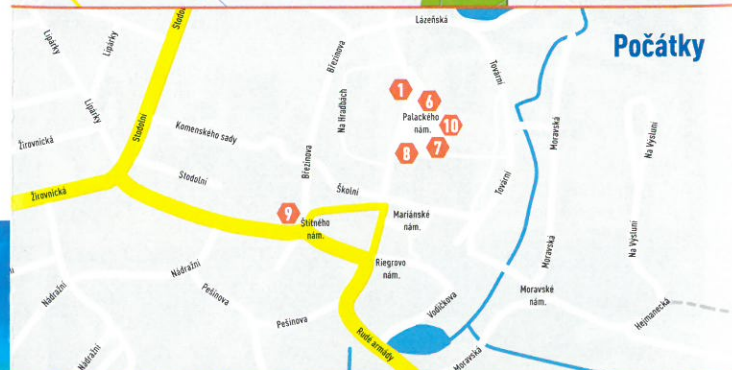 Lázeňská
Stodolní
Počátky
Lipárky
Lipárky
Březinova
Tovární
1
6
Na Hradbách
Palackého
nám.
10
Lipárky
Stodolní
Komenského sady
Moravská
Na Výsluní
Žirovnická
8
7
Březinova
Stodolní
Školní
Tovární
Žirovnická
9
Štítného
nám.
Mariánské
nám.
Na Výsluní
Moravská
Riegrovo
nám.
Nádražní
Nádražní
Pešinova
Vodičkova
Moravské
nám.
Hejmanecká
Pešinova
Rudé armády
Nádražní
Moravská